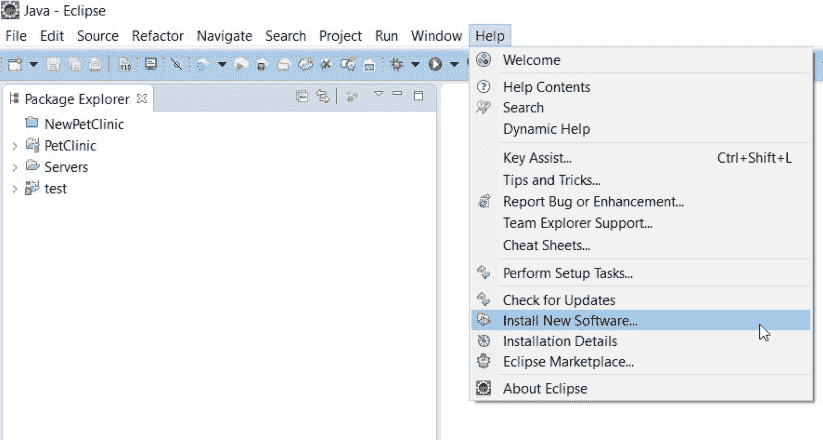 Java - Eclipse
File Edit Source Refactor Navigate Search Project Run Window Help
Package Explorer
NewPetClinic
PetClinic
Servers
test
Welcome
Help Contents
Search
Dynamic Help
Key Assist... Ctrl+Shift+L
Tips and Tricks...
Report Bug or Enhancement...
Team Explorer Support...
Cheat Sheets...
Perform Setup Tasks...
Check for Updates
Install New Software...
Installation Details
Eclipse Marketplace...
About Eclipse